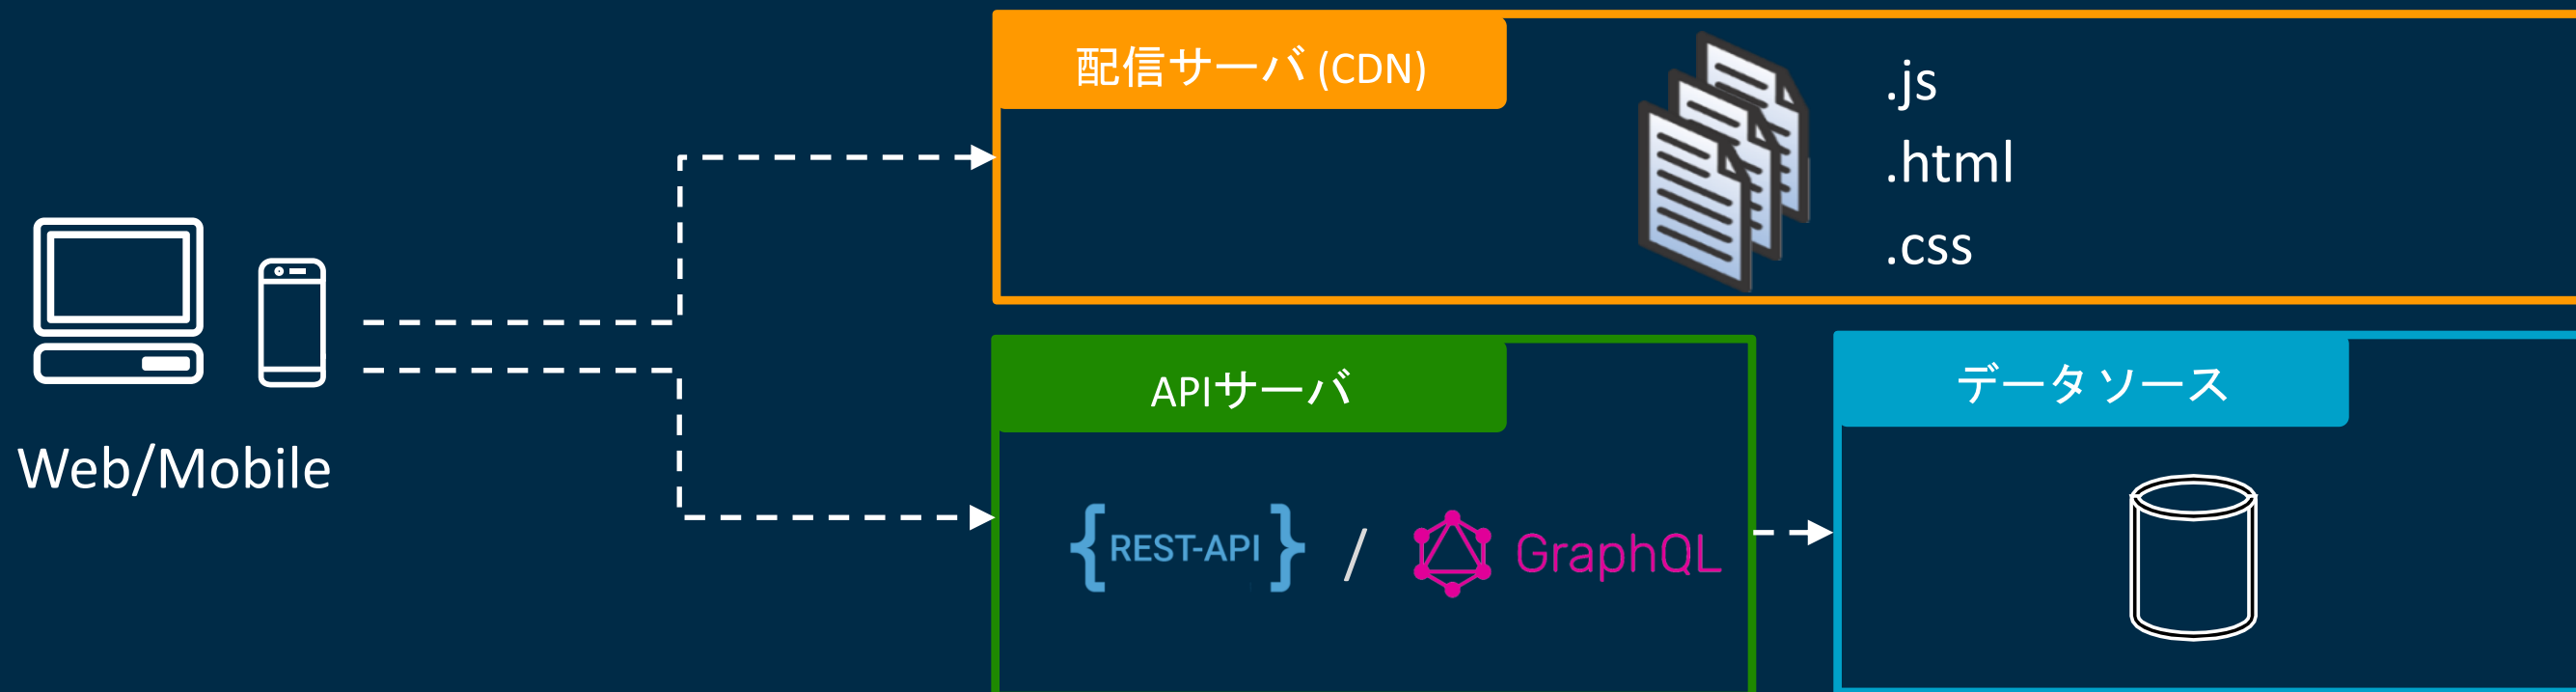 配信サーバ (CDN)
.js
.html
.css
Web/Mobile
APIサーバ
{REST-API} / GraphQL
データソース